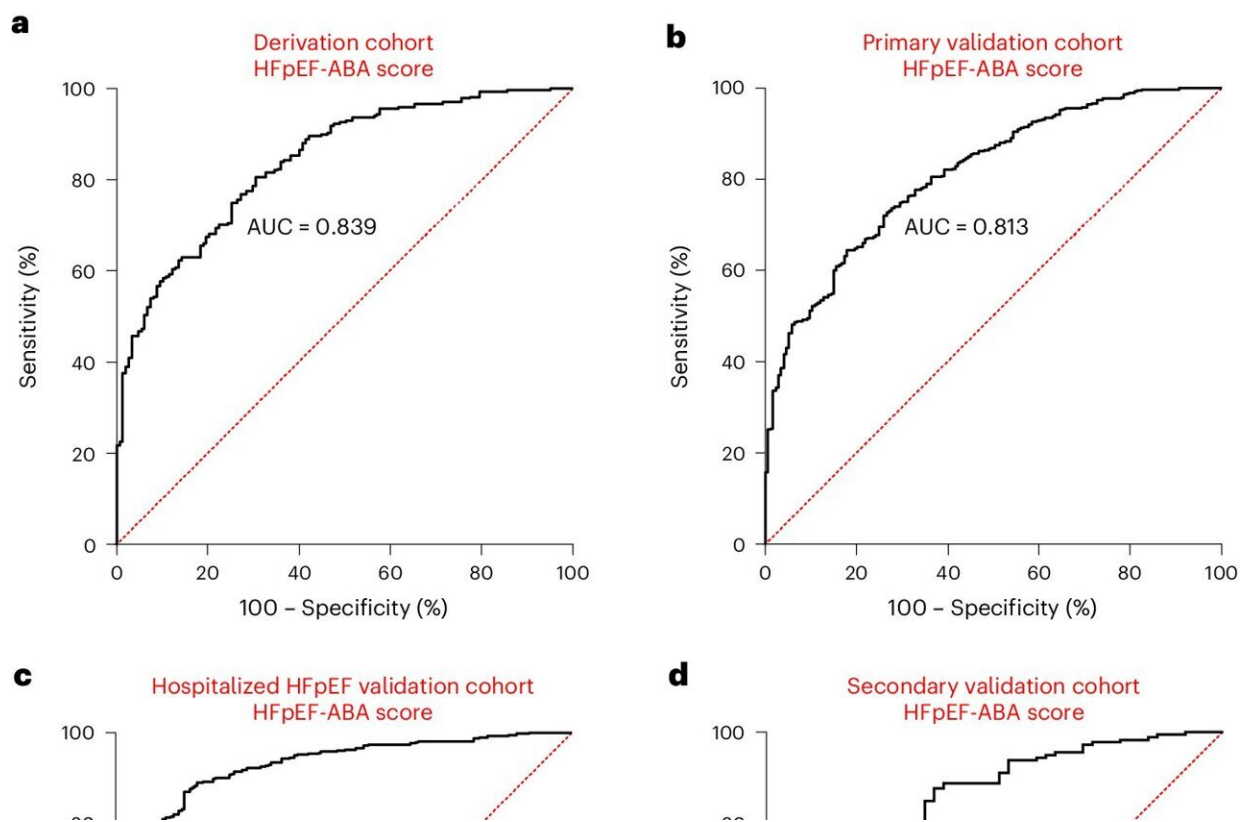 a
Derivation cohort
HFpEF-ABA score
100
80
60
40
20
0
AUC = 0.839
Sensitivity (%)
0 20 40 60 80 100
100 – Specificity (%)
b
Primary validation cohort
HFpEF-ABA score
100
80
60
40
20
0
AUC = 0.813
Sensitivity (%)
0 20 40 60 80 100
100 – Specificity (%)
c
Hospitalized HFpEF validation cohort
HFpEF-ABA score
100
d
Secondary validation cohort
HFpEF-ABA score
100